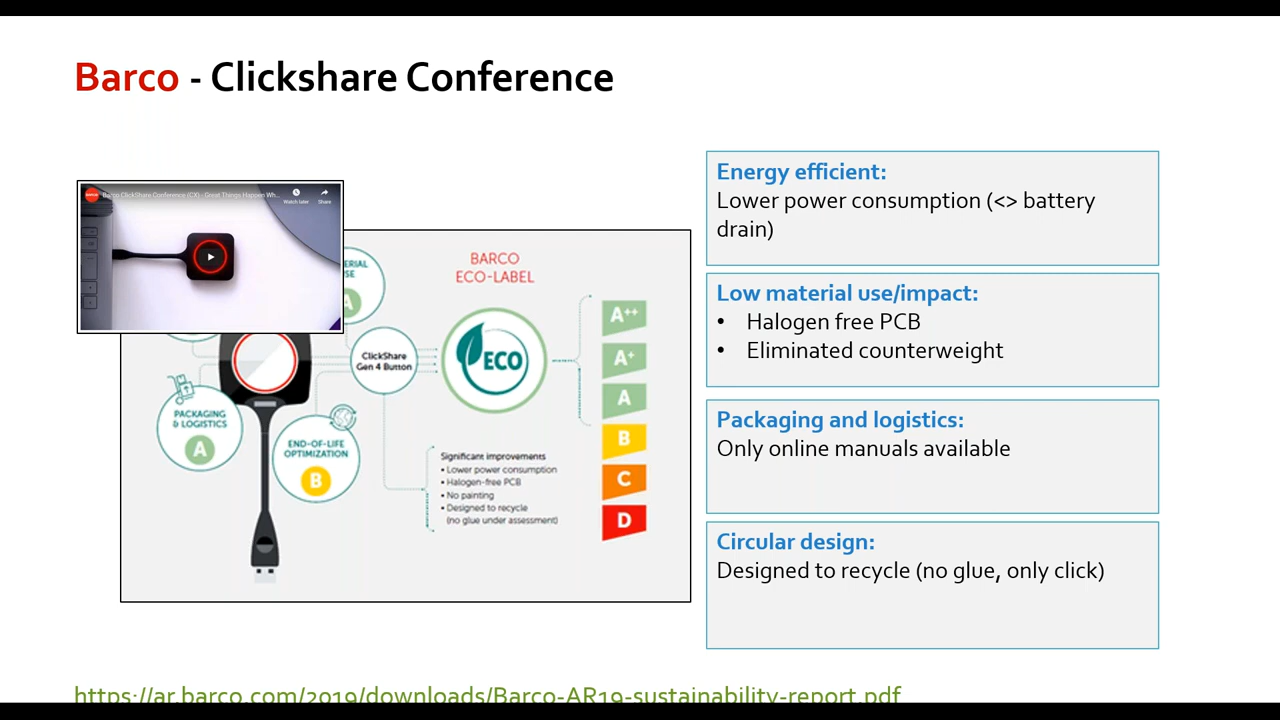 Barco - Clickshare Conference
Barco ClickShare Conference (CX) - Great Things Happen Wh...
Watch later
Share
BARCO
ECO-LABEL
A
ClickShare
Gen 4 Button
ECO
A++
A+
A
B
C
D
PACKAGING
& LOGISTICS
A
END-OF-LIFE
OPTIMIZATION
B
Significant improvements
• Lower power consumption
• Halogen-free PCB
• No painting
• Designed to recycle
(no glue under assessment)
Energy efficient:
Lower power consumption (<> battery
drain)
Low material use/impact:
• Halogen free PCB
• Eliminated counterweight
Packaging and logistics:
Only online manuals available
Circular design:
Designed to recycle (no glue, only click)
https://ar.barco.com/2019/downloads/Barco-AR19-sustainability-report.pdf